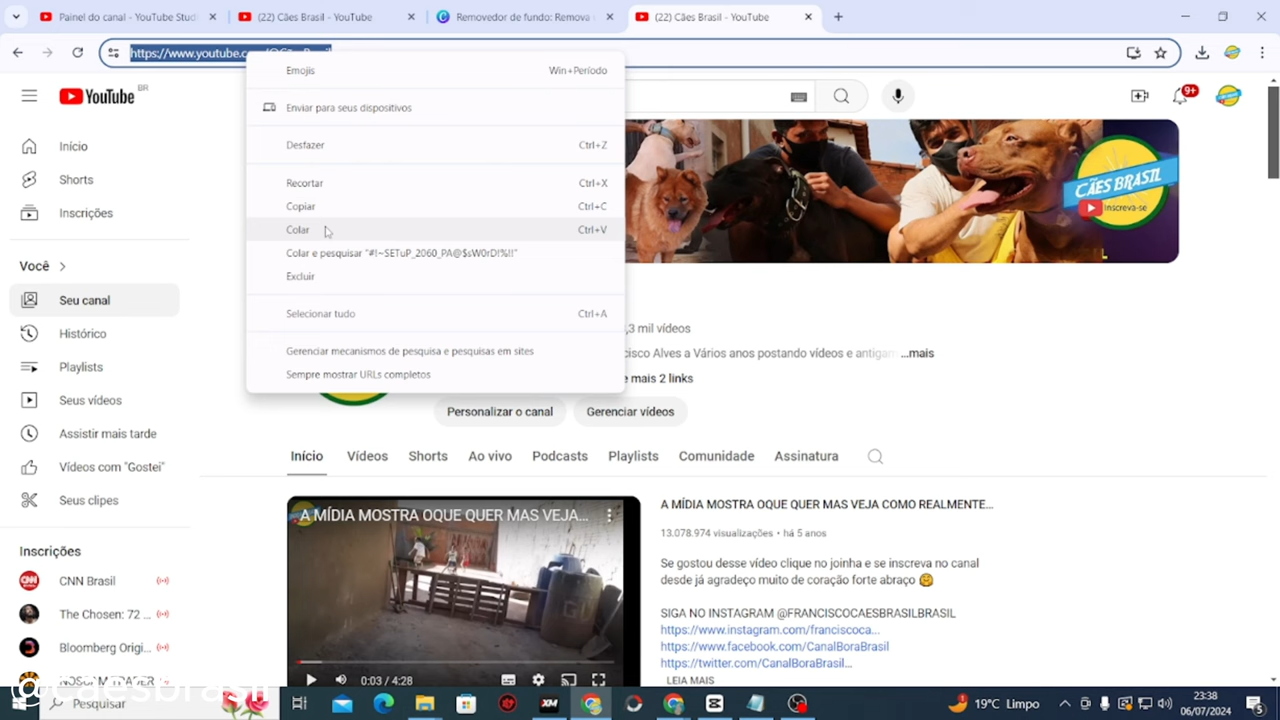 Painel do canal - YouTube Stud
(22) Cães Brasil - YouTube
Removedor de fundo: Remova
(22) Cães Brasil - YouTube
https://www.youtube.c
Emojis Win+Período
Enviar para seus dispositivos
Desfazer Ctrl+Z
Recortar Ctrl+X
Copiar Ctrl+C
Colar Ctrl+V
Colar e pesquisar "#!~SETuP_2060_PA@$sW0rD!%!!"
Excluir
Selecionar tudo Ctrl+A
Gerenciar mecanismos de pesquisa e pesquisas em sites
Sempre mostrar URLs completos
YouTube BR
9+
Início
Shorts
Inscrições
Você
Seu canal
Histórico
Playlists
Seus vídeos
Assistir mais tarde
Vídeos com "Gostei"
Seus clipes
Inscrições
CNN Brasil
The Chosen: 72 ...
Bloomberg Origi...
CÃES BRASIL
Inscreva-se
,3 mil vídeos
cisco Alves a Vários anos postando vídeos e antigan ...mais
e mais 2 links
Personalizar o canal
Gerenciar vídeos
Início Vídeos Shorts Ao vivo Podcasts Playlists Comunidade Assinatura
A MÍDIA MOSTRA OQUE QUER MAS VEJA...
0:03 / 4:28
A MÍDIA MOSTRA OQUE QUER MAS VEJA COMO REALMENTE...
13.078.974 visualizações • há 5 anos
Se gostou desse vídeo clique no joinha e se inscreva no canal
desde já agradeço muito de coração forte abraço
SIGA NO INSTAGRAM @FRANCISCOCAESBRASILBRASIL
https://www.instagram.com/franciscoca...
https://www.facebook.com/CanalBoraBrasil
https://twitter.com/CanalBoraBrasil...
LEIA MAIS
@caesbrasil
Pesquisar
XM
19°C Limpo
23:38
06/07/2024
5